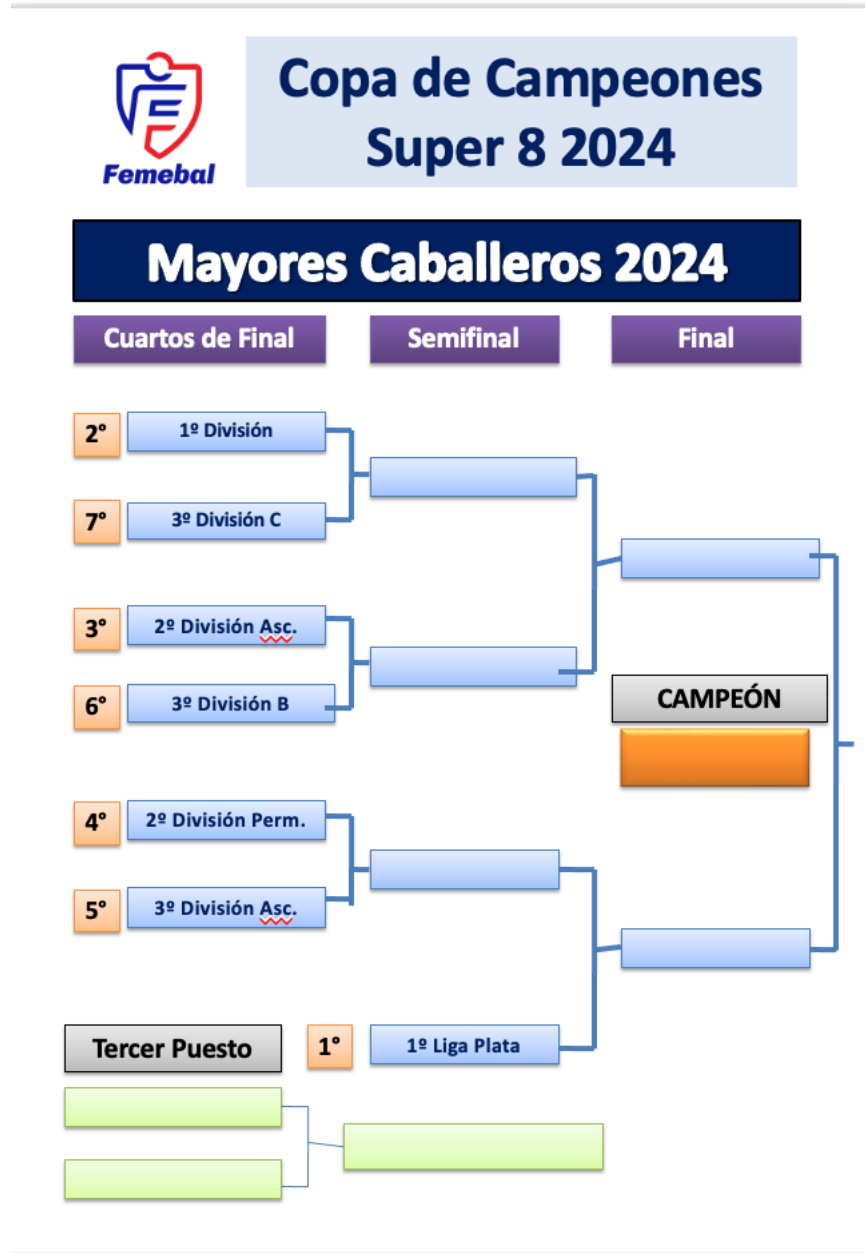 Femebal
Copa de Campeones
Super 8 2024
Mayores Caballeros 2024
Cuartos de Final
Semifinal
Final
2° 1º División
7° 3º División C
3° 2º División Asc.
6° 3º División B
CAMPEÓN
4° 2º División Perm.
5° 3º División Asc.
Tercer Puesto
1° 1º Liga Plata